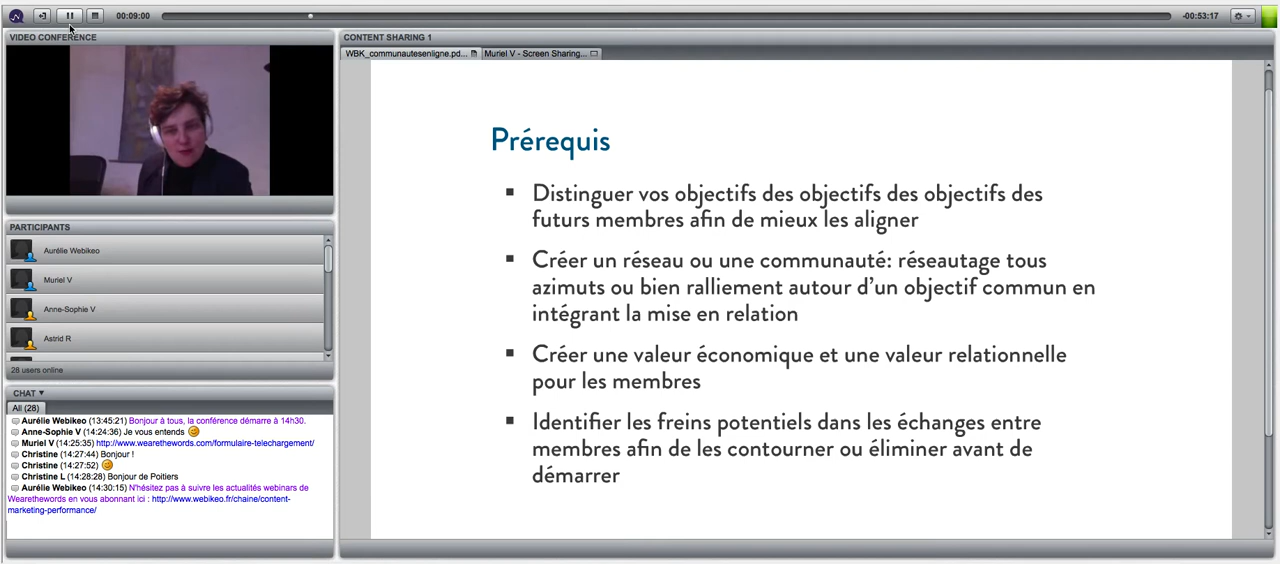 00:09:00
-00:53:17
VIDEO CONFERENCE
PARTICIPANTS
Aurélie Webikeo
Muriel V
Anne-Sophie V
Astrid R
28 users online
CHAT
All (28)
Aurélie Webikeo (13:45:21) Bonjour à tous, la conférence démarre à 14h30.
Anne-Sophie V (14:24:36) Je vous entends
Muriel V (14:25:35) http://www.wearethewords.com/formulaire-telechargement/
Christine (14:27:44) Bonjour !
Christine (14:27:52)
Christine L (14:28:28) Bonjour de Poitiers
Aurélie Webikeo (14:30:15) N'hésitez pas à suivre les actualités webinars de
Wearethewords en vous abonnant ici : http://www.webikeo.fr/chaine/content-
marketing-performance/
CONTENT SHARING 1
WBK_communautesenligne.pd...
Muriel V - Screen Sharing...
Prérequis
Distinguer vos objectifs des objectifs des objectifs des
futurs membres afin de mieux les aligner
Créer un réseau ou une communauté: réseautage tous
azimuts ou bien ralliement autour d'un objectif commun en
intégrant la mise en relation
Créer une valeur économique et une valeur relationnelle
pour les membres
Identifier les freins potentiels dans les échanges entre
membres afin de les contourner ou éliminer avant de
démarrer